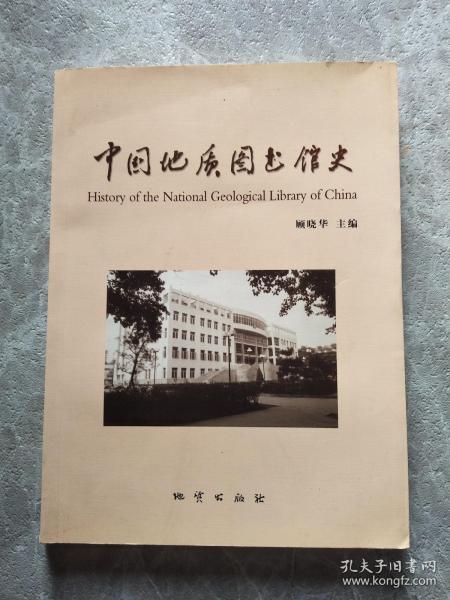 中国地质图书馆史
History of the National Geological Library of China
顾晓华 主编
地质出版社
孔夫子旧书网
www.kongfz.com